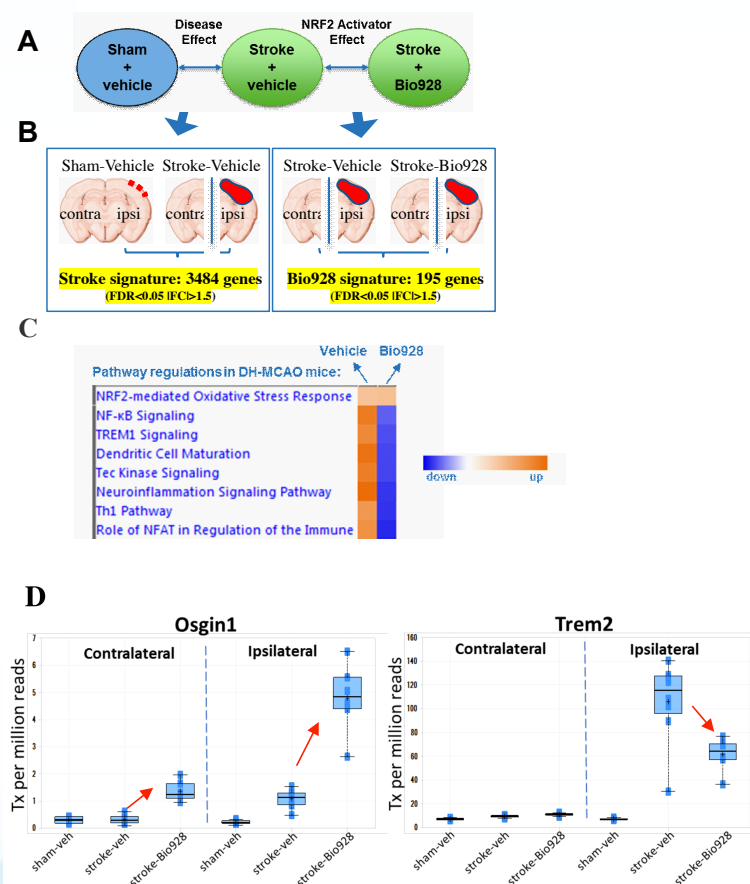 A
Disease
Effect
NRF2 Activator
Effect
Sham
+
vehicle
Stroke
+
vehicle
Stroke
+
Bio928
B
Sham-Vehicle Stroke-Vehicle
contra ipsi contra ipsi
Stroke signature: 3484 genes
(FDR<0.05 |FC|>1.5)
Stroke-Vehicle Stroke-Bio928
contra ipsi contra ipsi
Bio928 signature: 195 genes
(FDR<0.05 |FC|>1.5)
C
Vehicle Bio928
Pathway regulations in DH-MCAO mice:
NRF2-mediated Oxidative Stress Response
NF-κB Signaling
TREM1 Signaling
Dendritic Cell Maturation
Tec Kinase Signaling
Neuroinflammation Signaling Pathway
Th1 Pathway
Role of NFAT in Regulation of the Immune
down up
D
Osgin1
Contralateral Ipsilateral
Tx per million reads
7
6
5
4
3
2
1
0
sham-veh stroke-veh stroke-Bio928 sham-veh stroke-veh stroke-Bio928
Trem2
Contralateral Ipsilateral
Tx per million reads
160
140
120
100
80
60
40
20
0
sham-veh stroke-veh stroke-Bio928 sham-veh stroke-veh stroke-Bio928